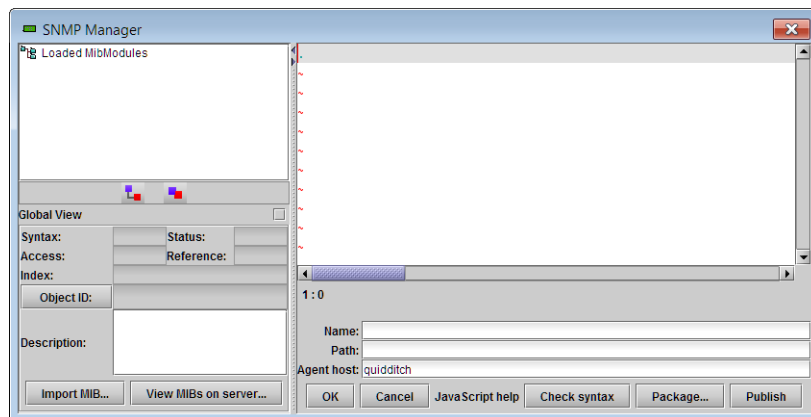 SNMP Manager
Loaded MibModules
.
~
~
~
~
~
~
~
~
~
~
Global View
Syntax:
Status:
Access:
Reference:
Index:
Object ID:
Description:
Import MIB...
View MIBs on server...
1 : 0
Name:
Path:
Agent host: quidditch
OK
Cancel
JavaScript help
Check syntax
Package...
Publish